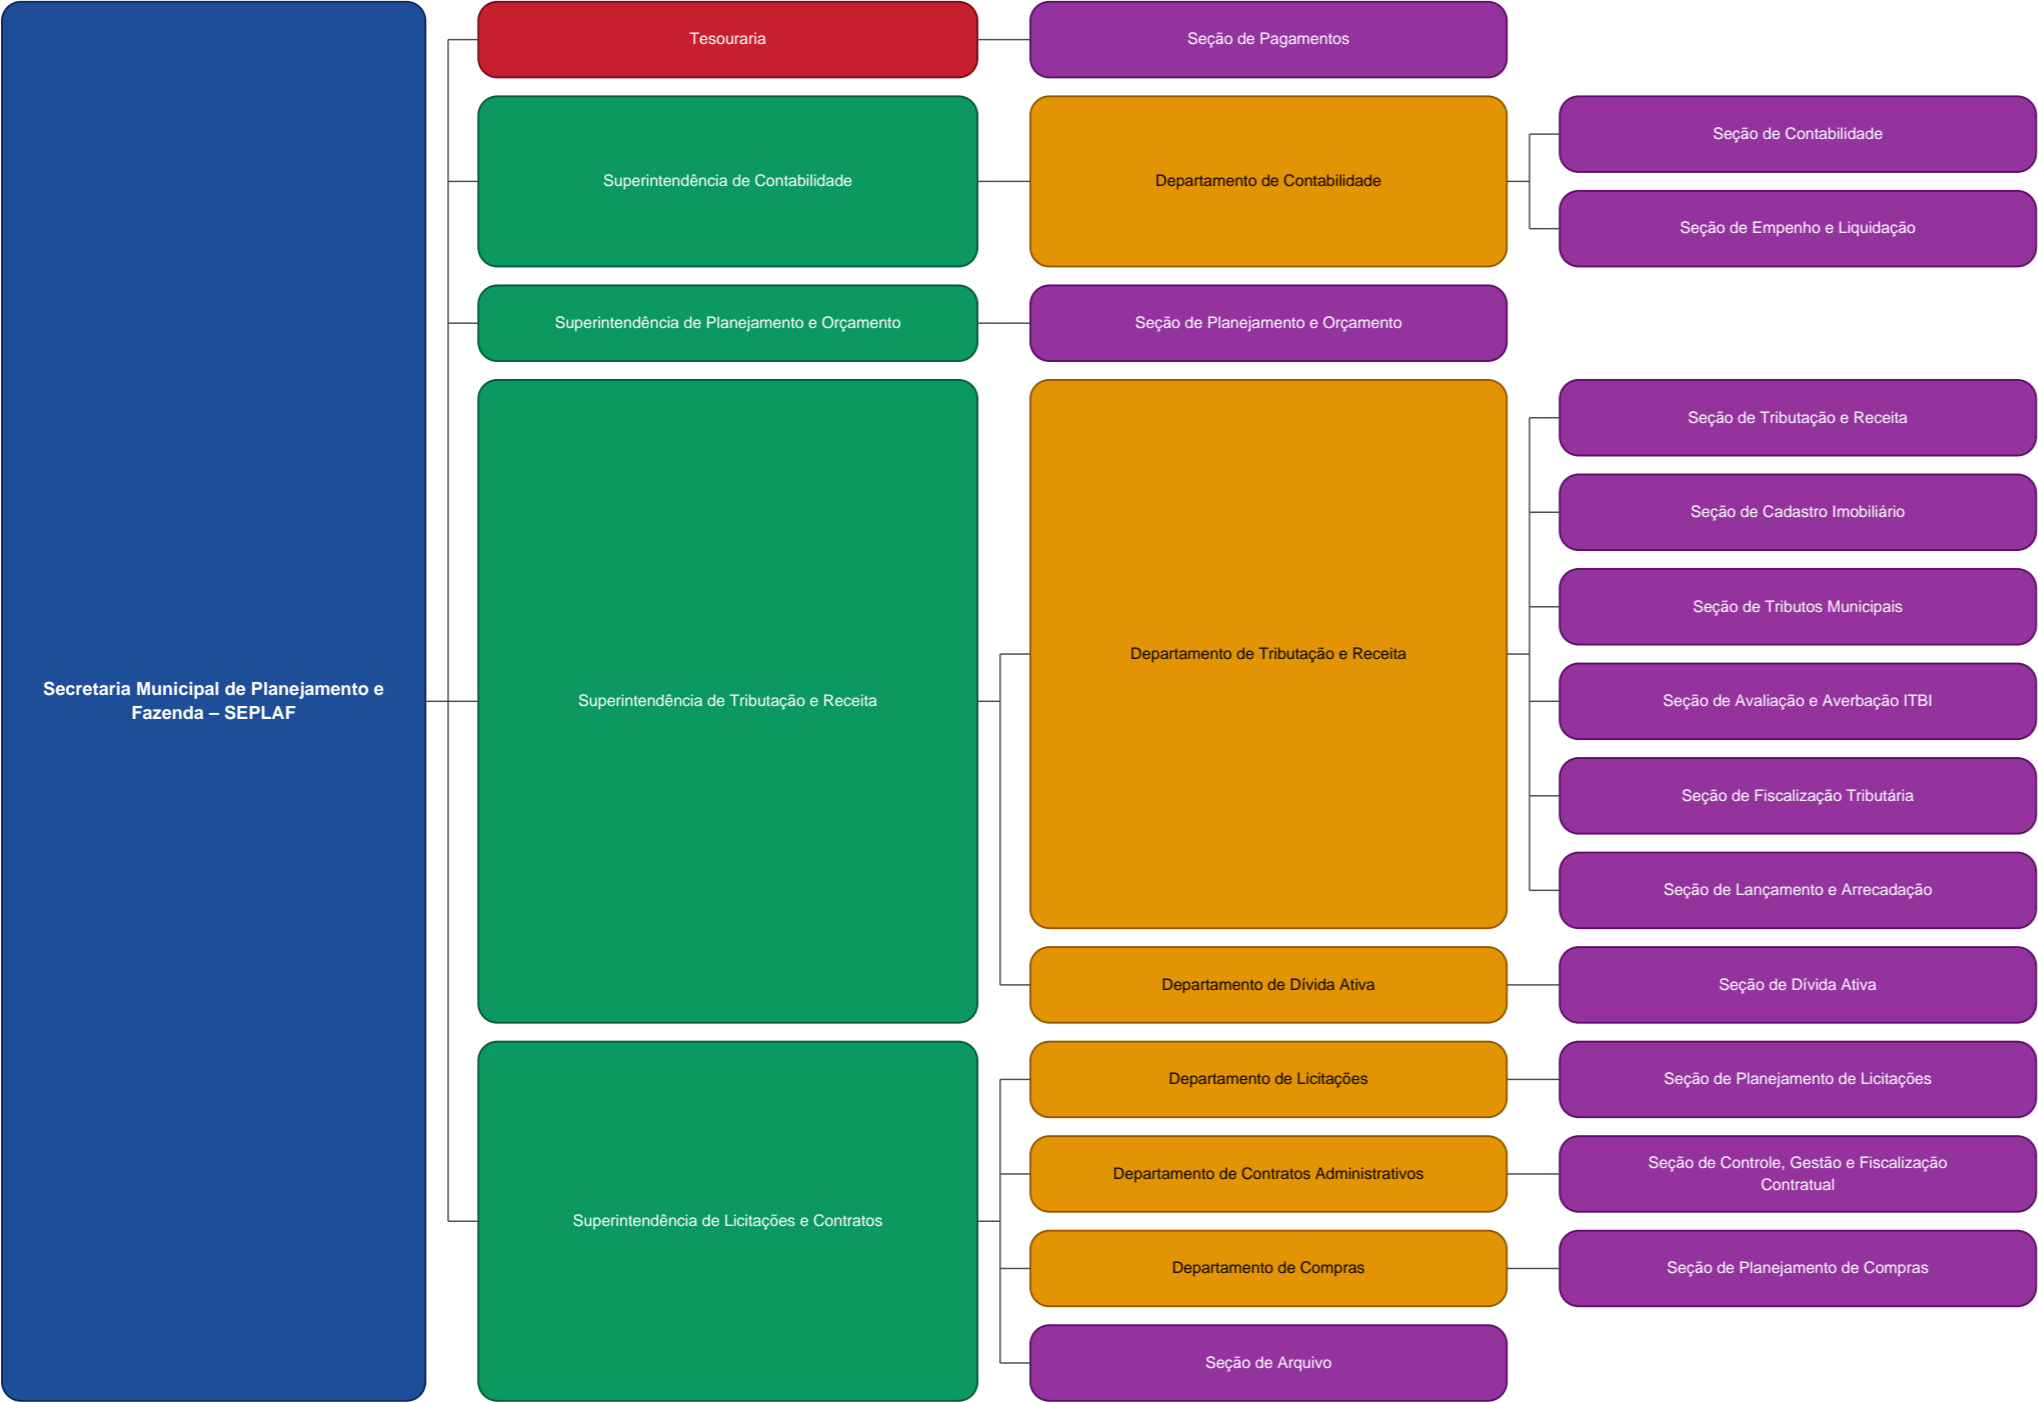 Secretaria Municipal de Planejamento e
Fazenda – SEPLAF
Tesouraria
Seção de Pagamentos
Superintendência de Contabilidade
Departamento de Contabilidade
Seção de Contabilidade
Seção de Empenho e Liquidação
Superintendência de Planejamento e Orçamento
Seção de Planejamento e Orçamento
Superintendência de Tributação e Receita
Departamento de Tributação e Receita
Seção de Tributação e Receita
Seção de Cadastro Imobiliário
Seção de Tributos Municipais
Seção de Avaliação e Averbação ITBI
Seção de Fiscalização Tributária
Seção de Lançamento e Arrecadação
Departamento de Dívida Ativa
Seção de Dívida Ativa
Superintendência de Licitações e Contratos
Departamento de Licitações
Seção de Planejamento de Licitações
Departamento de Contratos Administrativos
Seção de Controle, Gestão e Fiscalização
Contratual
Departamento de Compras
Seção de Planejamento de Compras
Seção de Arquivo